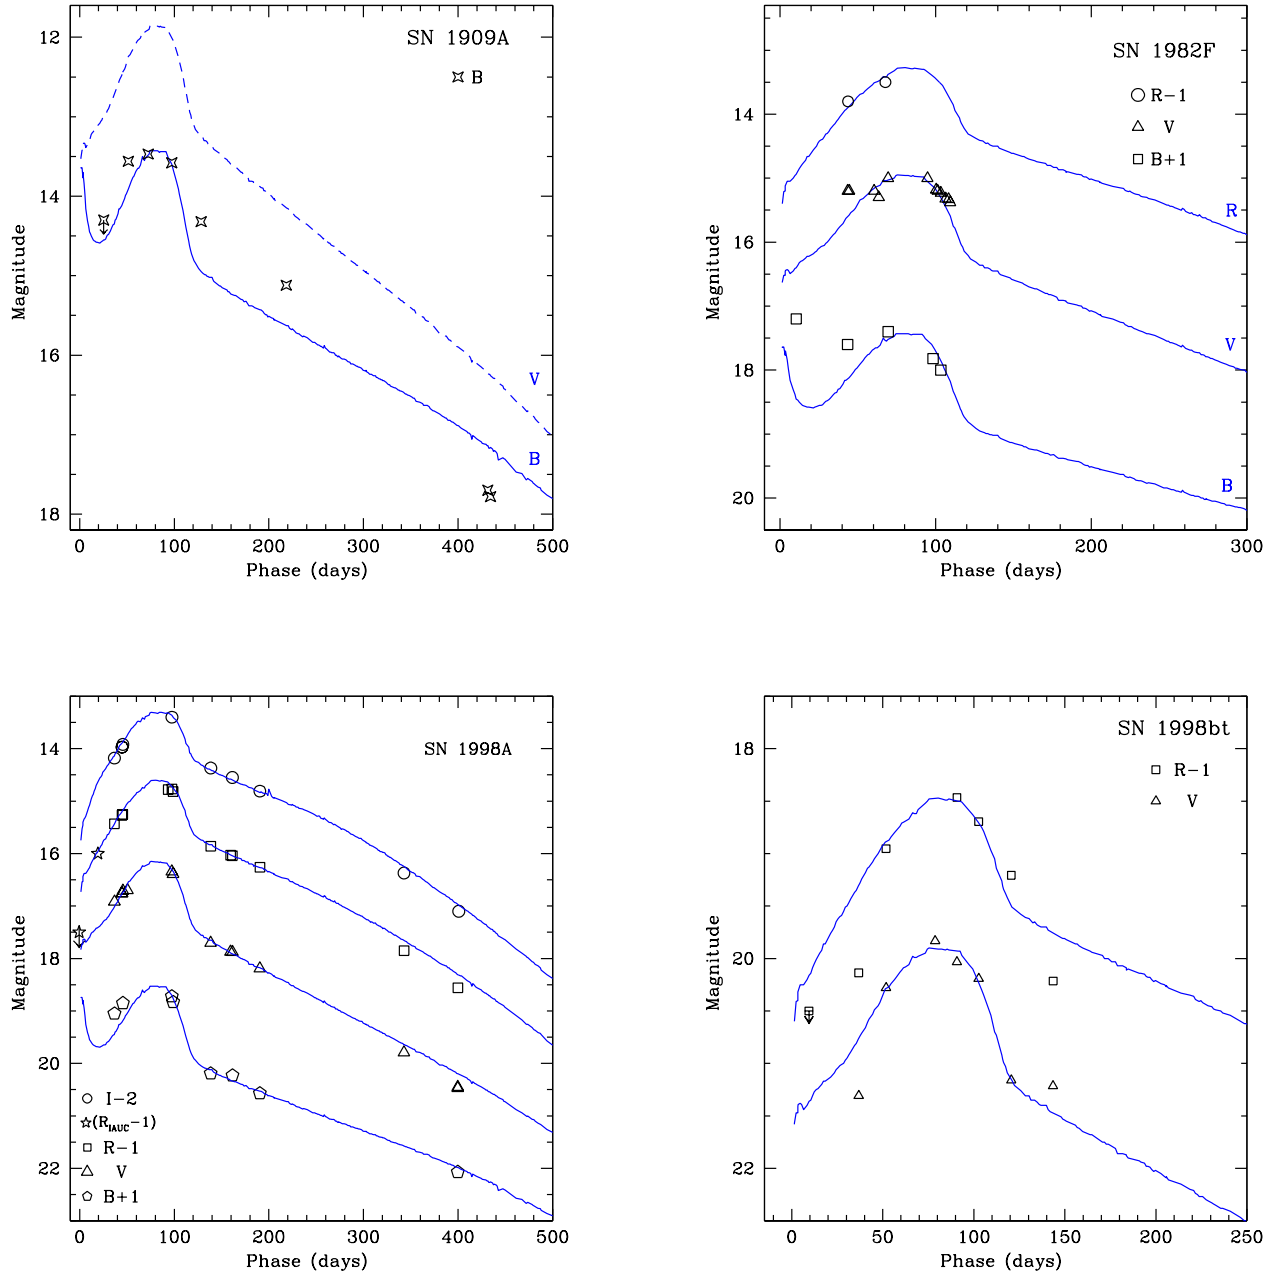 SN 1909A
B
12
14
16
18
V
B
Magnitude
0 100 200 300 400 500
Phase (days)
SN 1982F
R-1
V
B+1
14
16
18
20
R
V
B
Magnitude
0 100 200 300
Phase (days)
SN 1998A
14
16
18
20
22
I-2
(R_IAUC-1)
R-1
V
B+1
Magnitude
0 100 200 300 400 500
Phase (days)
SN 1998bt
R-1
V
18
20
22
Magnitude
0 50 100 150 200 250
Phase (days)